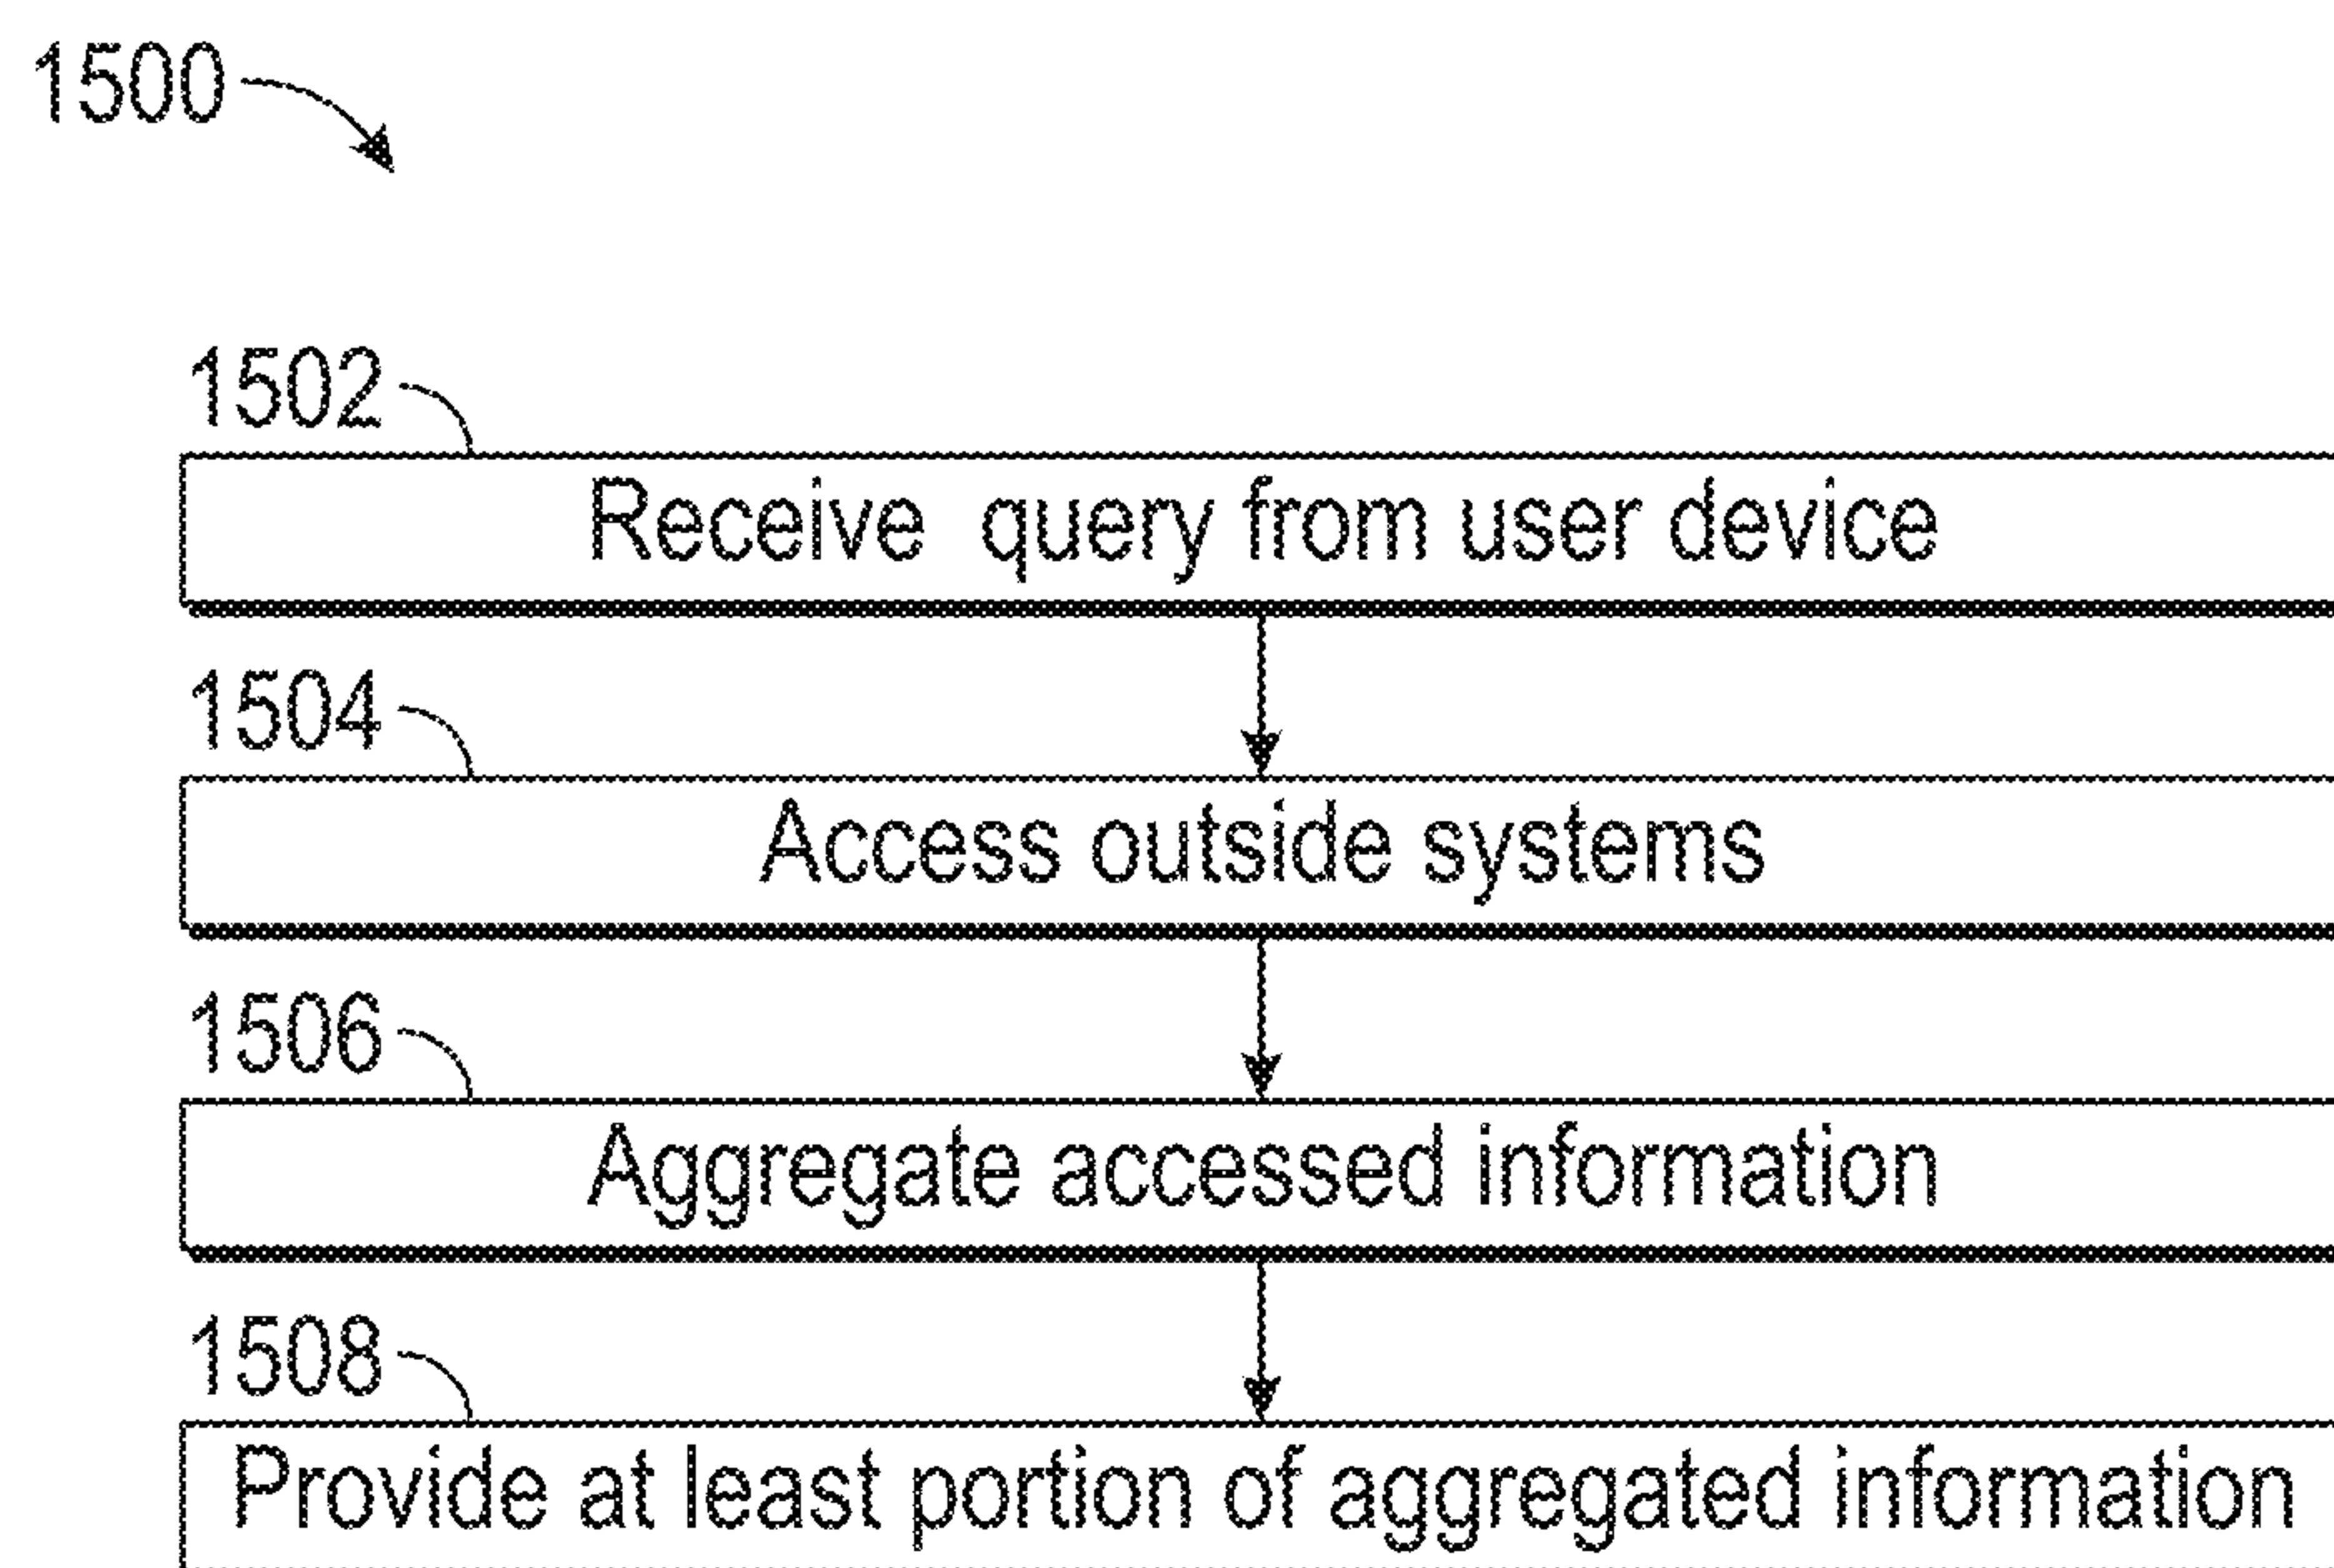 1500
1502
Receive query from user device
1504
Access outside systems
1506
Aggregate accessed information
1508
Provide at least portion of aggregated information